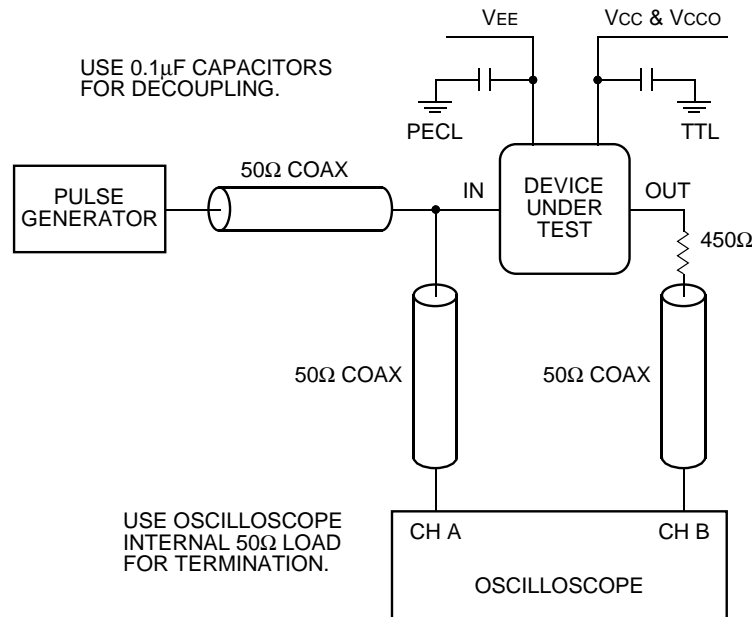 VEE
VCC & VCCO
USE 0.1µF CAPACITORS
FOR DECOUPLING.
PECL
TTL
50Ω COAX
PULSE
GENERATOR
IN
DEVICE
UNDER
TEST
OUT
450Ω
50Ω COAX
50Ω COAX
USE OSCILLOSCOPE
INTERNAL 50Ω LOAD
FOR TERMINATION.
CH A
CH B
OSCILLOSCOPE